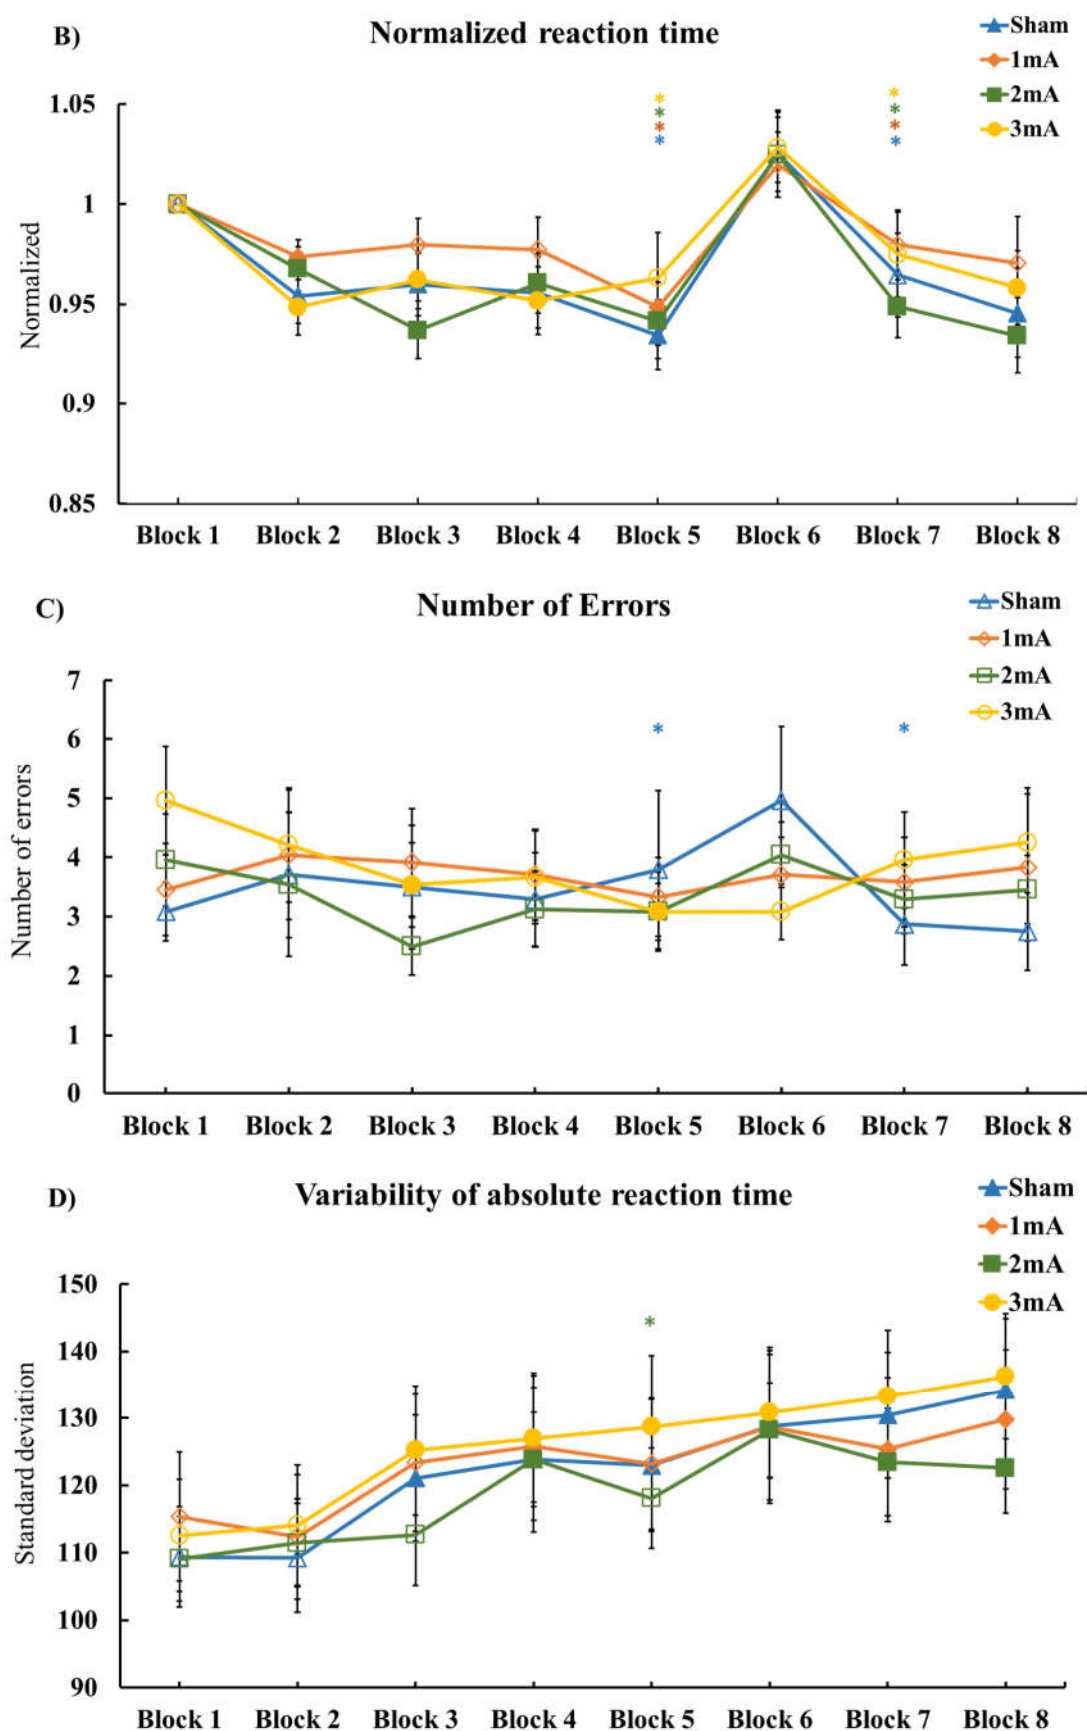 B)
Normalized reaction time
Sham
1mA
2mA
3mA
Normalized
1.05
1
0.95
0.9
0.85
* * * *
* * * *
Block 1 Block 2 Block 3 Block 4 Block 5 Block 6 Block 7 Block 8
C)
Number of Errors
Sham
1mA
2mA
3mA
Number of errors
7
6
5
4
3
2
1
0
* *
Block 1 Block 2 Block 3 Block 4 Block 5 Block 6 Block 7 Block 8
D)
Variability of absolute reaction time
Sham
1mA
2mA
3mA
Standard deviation
150
140
130
120
110
100
90
*
Block 1 Block 2 Block 3 Block 4 Block 5 Block 6 Block 7 Block 8